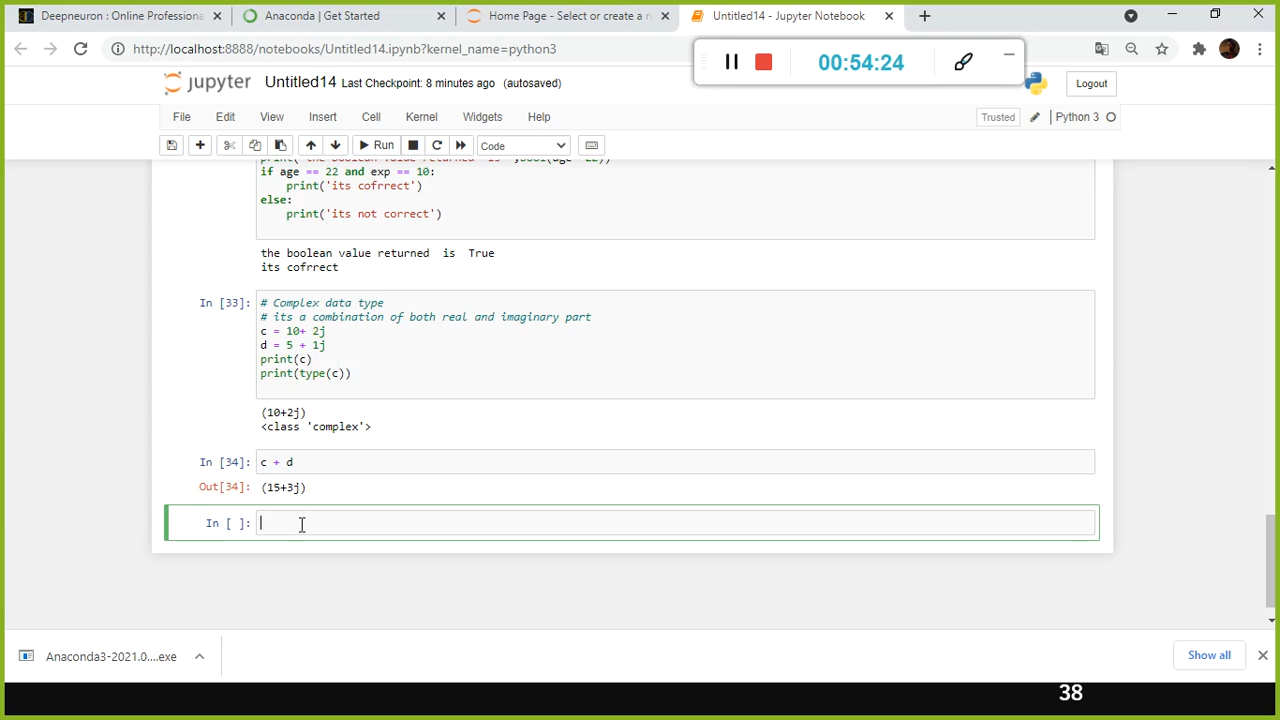 Deepneuron : Online Professiona
Anaconda | Get Started
Home Page - Select or create a n
Untitled14 - Jupyter Notebook
http://localhost:8888/notebooks/Untitled14.ipynb?kernel_name=python3
00:54:24
jupyter Untitled14 Last Checkpoint: 8 minutes ago (autosaved)
Logout
File Edit View Insert Cell Kernel Widgets Help
Trusted Python 3
Run Code
if age == 22 and exp == 10:
print('its cofrrect')
else:
print('its not correct')
the boolean value returned is True
its cofrrect
In [33]: # Complex data type
# its a combination of both real and imaginary part
c = 10+ 2j
d = 5 + 1j
print(c)
print(type(c))
(10+2j)
<class 'complex'>
In [34]: c + d
Out[34]: (15+3j)
In [ ]:
Anaconda3-2021.0....exe
Show all
38